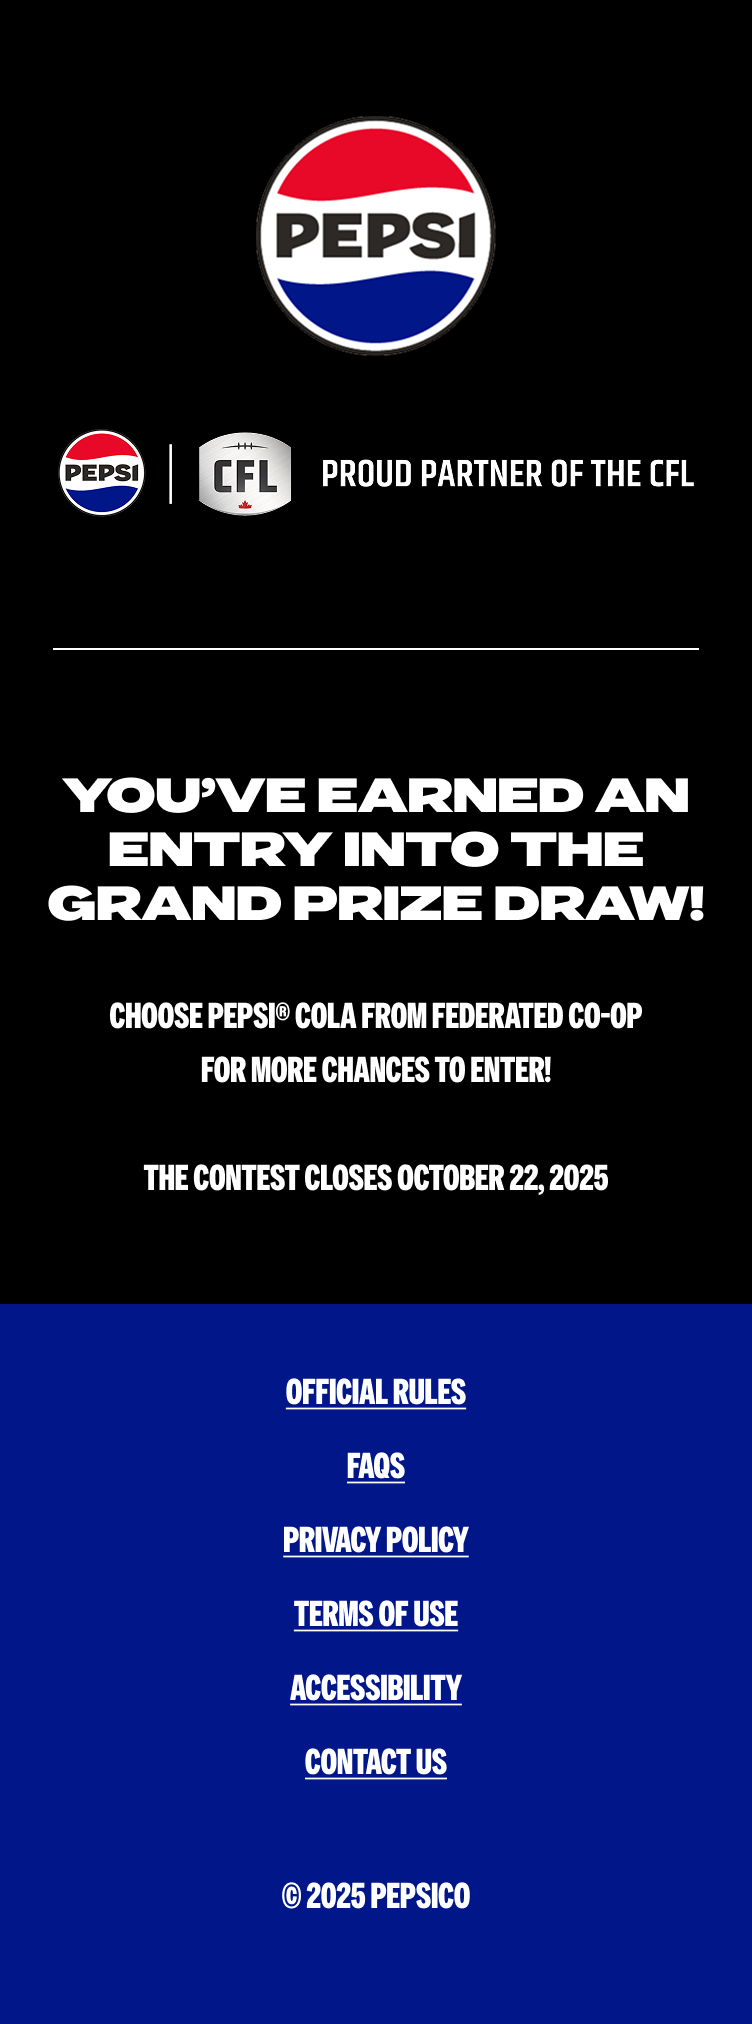 PEPSI
PEPSI CFL PROUD PARTNER OF THE CFL
YOU’VE EARNED AN
ENTRY INTO THE
GRAND PRIZE DRAW!
CHOOSE PEPSI® COLA FROM FEDERATED CO-OP
FOR MORE CHANCES TO ENTER!
THE CONTEST CLOSES OCTOBER 22, 2025
OFFICIAL RULES
FAQS
PRIVACY POLICY
TERMS OF USE
ACCESSIBILITY
CONTACT US
© 2025 PEPSICO